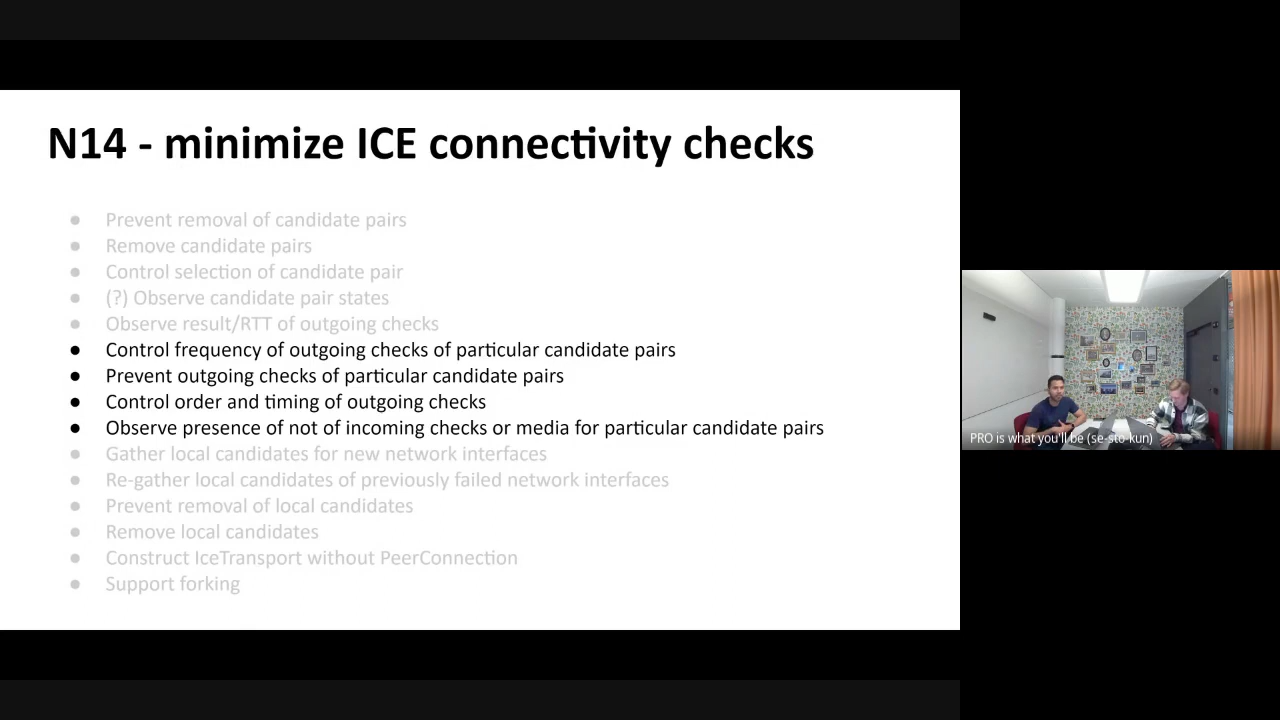 N14 - minimize ICE connectivity checks
● Prevent removal of candidate pairs
● Remove candidate pairs
● Control selection of candidate pair
● (?) Observe candidate pair states
● Observe result/RTT of outgoing checks
● Control frequency of outgoing checks of particular candidate pairs
● Prevent outgoing checks of particular candidate pairs
● Control order and timing of outgoing checks
● Observe presence of not of incoming checks or media for particular candidate pairs
● Gather local candidates for new network interfaces
● Re-gather local candidates of previously failed network interfaces
● Prevent removal of local candidates
● Remove local candidates
● Construct IceTransport without PeerConnection
● Support forking
PRO is what you'll be (se-sto-kun)